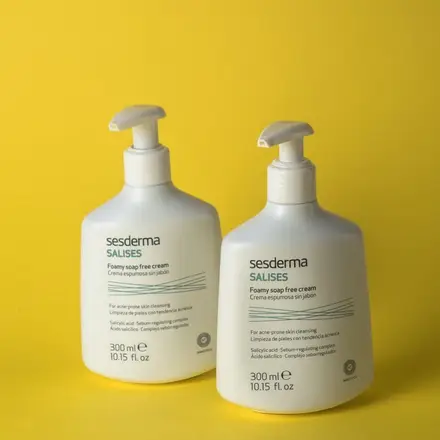 sesderma
SALISES
Foamy soap free cream
Crema espumosa sin jabón
For acne-prone skin cleansing
Limpieza de pieles con tendencia acneica
Salicylic acid · Sebum-regulating complex
Ácido salicílico · Complejo seborregulador
300 ml ℮
10.15 fl. oz
sesderma
SALISES
Foamy soap free cream
Crema espumosa sin jabón
For acne-prone skin cleansing
Limpieza de pieles con tendencia acneica
Salicylic acid · Sebum-regulating complex
Ácido salicílico · Complejo seborregulador
300 ml ℮
10.15 fl. oz